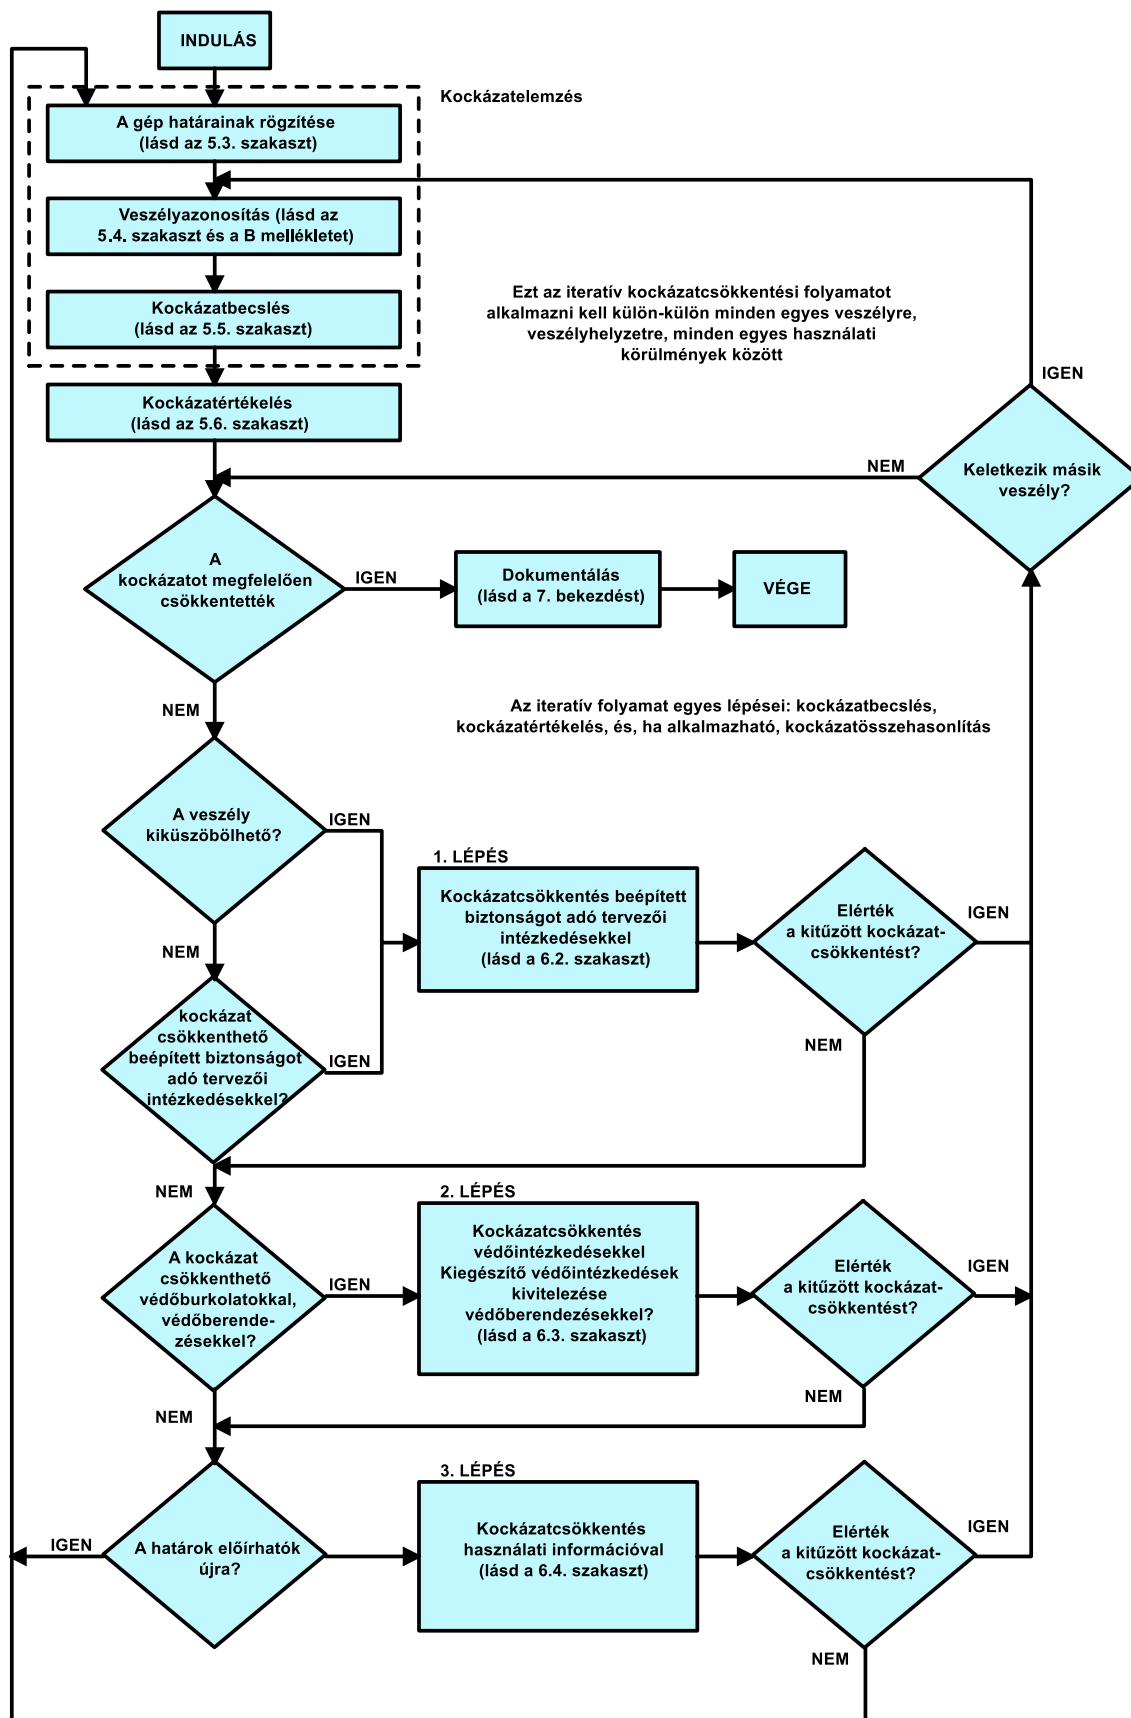 INDULÁS
Kockázatelemzés
A gép határainak rögzítése
(lásd az 5.3. szakaszt)
Veszélyazonosítás (lásd az
5.4. szakaszt és a B mellékletet)
Kockázatbecslés
(lásd az 5.5. szakaszt)
Ezt az iteratív kockázatcsökkentési folyamatot
alkalmazni kell külön-külön minden egyes veszélyre,
veszélyhelyzetre, minden egyes használati
körülmények között
IGEN
Kockázatértékelés
(lásd az 5.6. szakaszt)
NEM
Keletkezik másik
veszély?
A
kockázatot megfelelően
csökkentették
IGEN
Dokumentálás
(lásd a 7. bekezdést)
VÉGE
NEM
Az iteratív folyamat egyes lépései: kockázatbecslés,
kockázatértékelés, és, ha alkalmazható, kockázatösszehasonlítás
A veszély
kiküszöbölhető?
IGEN
1. LÉPÉS
Kockázatcsökkentés beépített
biztonságot adó tervezői
intézkedésekkel
(lásd a 6.2. szakaszt)
Elérték
a kitűzött kockázat-
csökkentést?
IGEN
NEM
NEM
kockázat
csökkenthető
beépített biztonságot
adó tervezői
intézkedésekkel?
IGEN
NEM
2. LÉPÉS
A kockázat
csökkenthető
védőburkolatokkal,
védőberende-
zésekkel?
IGEN
Kockázatcsökkentés
védőintézkedésekkel
Kiegészítő védőintézkedések
kivitelezése
védőberendezésekkel?
(lásd a 6.3. szakaszt)
Elérték
a kitűzött kockázat-
csökkentést?
IGEN
NEM
NEM
3. LÉPÉS
IGEN
A határok előírhatók
újra?
Kockázatcsökkentés
használati információval
(lásd a 6.4. szakaszt)
Elérték
a kitűzött kockázat-
csökkentést?
IGEN
NEM